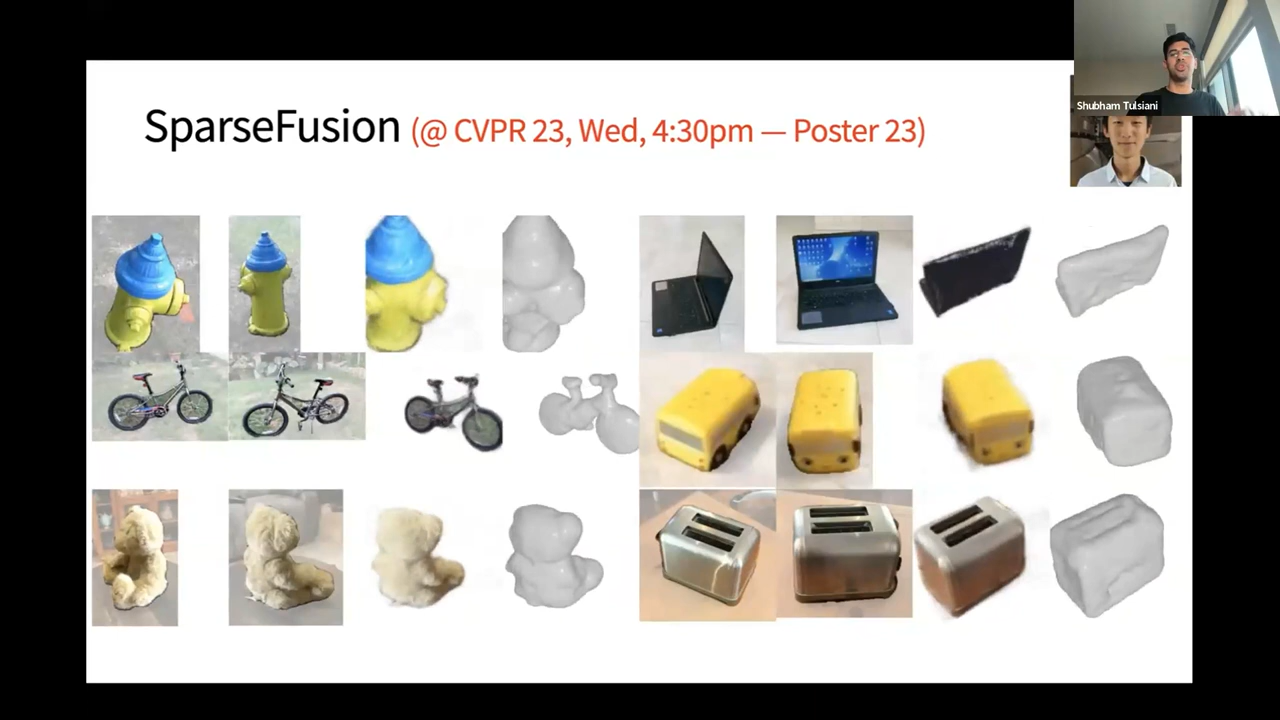 SparseFusion (@ CVPR 23, Wed, 4:30pm — Poster 23)
Shubham Tulsiani